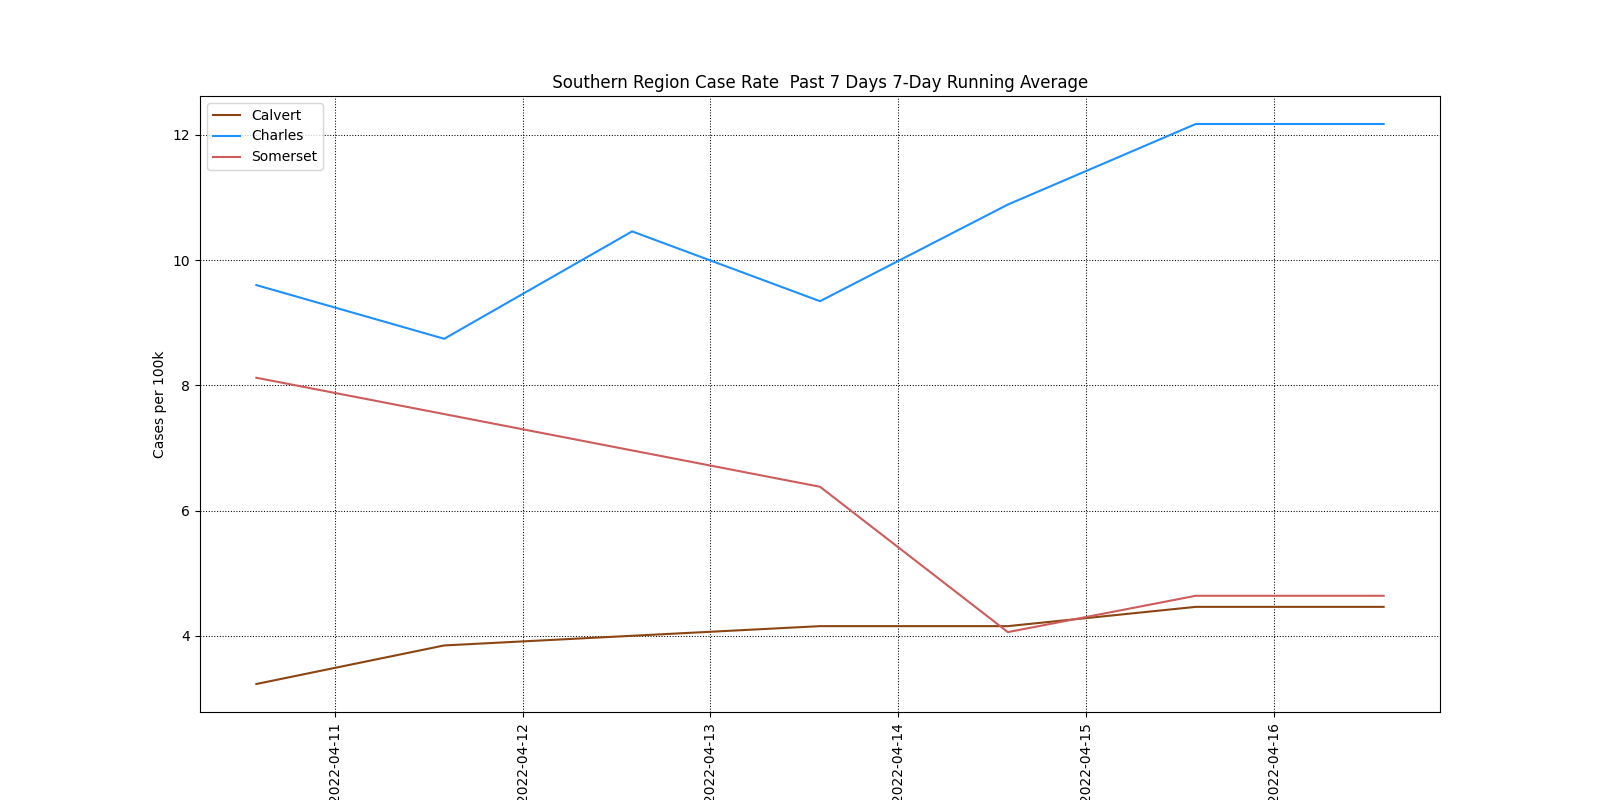 Southern Region Case Rate  Past 7 Days 7-Day Running Average
Calvert
Charles
Somerset
12
10
8
6
4
Cases per 100k
2022-04-11
2022-04-12
2022-04-13
2022-04-14
2022-04-15
2022-04-16